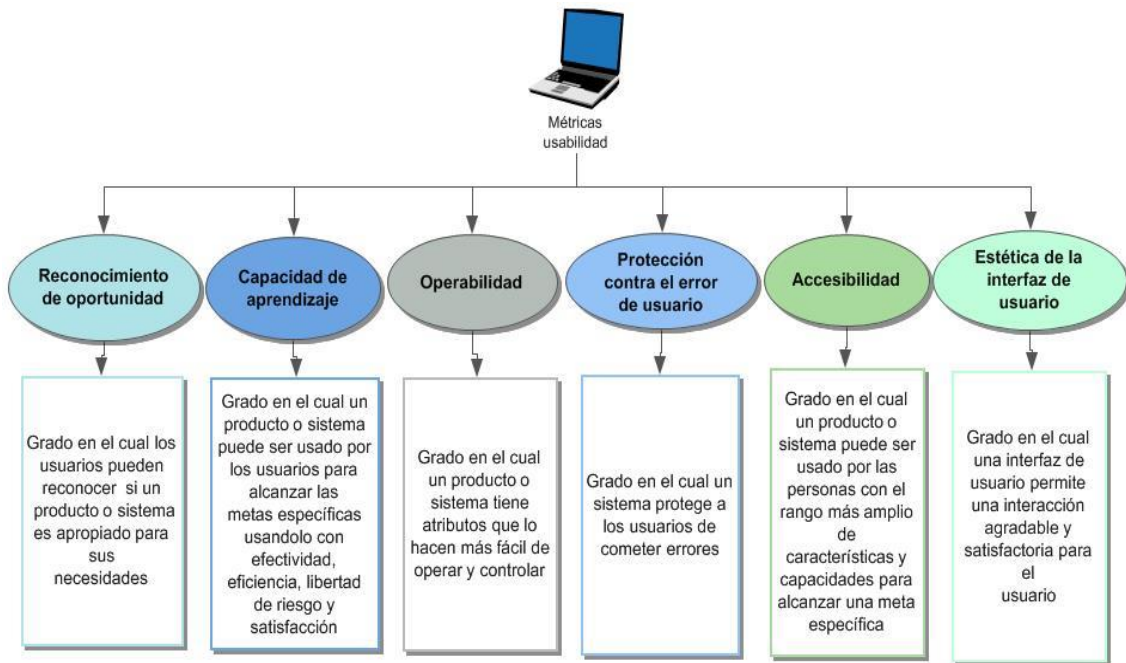 Métricas
usabilidad
Reconocimiento
de oportunidad
Capacidad de
aprendizaje
Operabilidad
Protección
contra el error
de usuario
Accesibilidad
Estética de la
interfaz de
usuario
Grado en el cual los
usuarios pueden
reconocer si un
producto o sistema
es apropiado para
sus
necesidades
Grado en el cual un
producto o sistema
puede ser usado por
los usuarios para
alcanzar las
metas específicas
usandolo con
efectividad,
eficiencia, libertad
de riesgo y
satisfacción
Grado en el cual
un producto o
sistema tiene
atributos que lo
hacen más fácil de
operar y controlar
Grado en el cual un
sistema protege a
los usuarios de
cometer errores
Grado en el cual
un producto o
sistema puede ser
usado por las
personas con el
rango más amplio
de
características y
capacidades para
alcanzar una meta
específica
Grado en el cual
una interfaz de
usuario permite
una interacción
agradable y
satisfactoria para
el
usuario